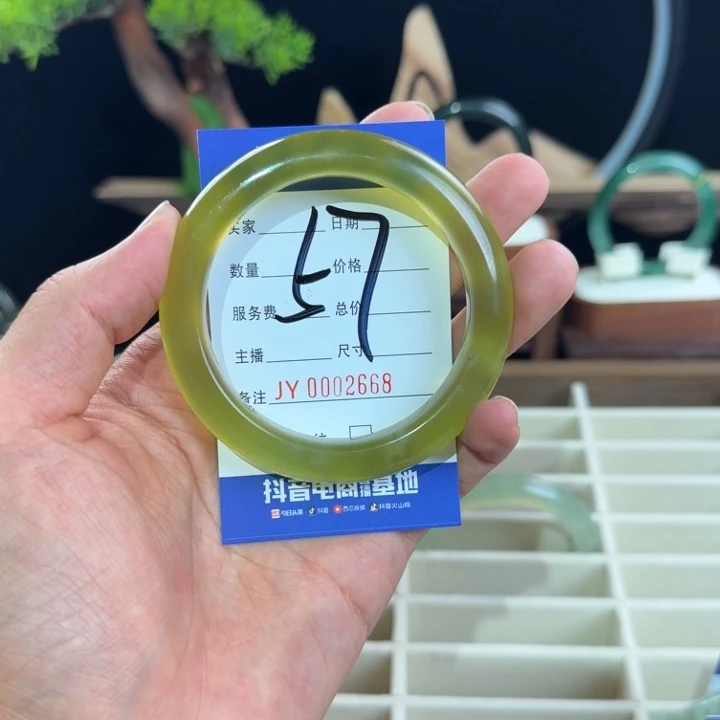 买家 日期
数量 价格
服务费 总价
主播 尺寸
备注 JY 0002668
57
抖音电商 基地
今日头条 抖音 西瓜视频 抖音火山版